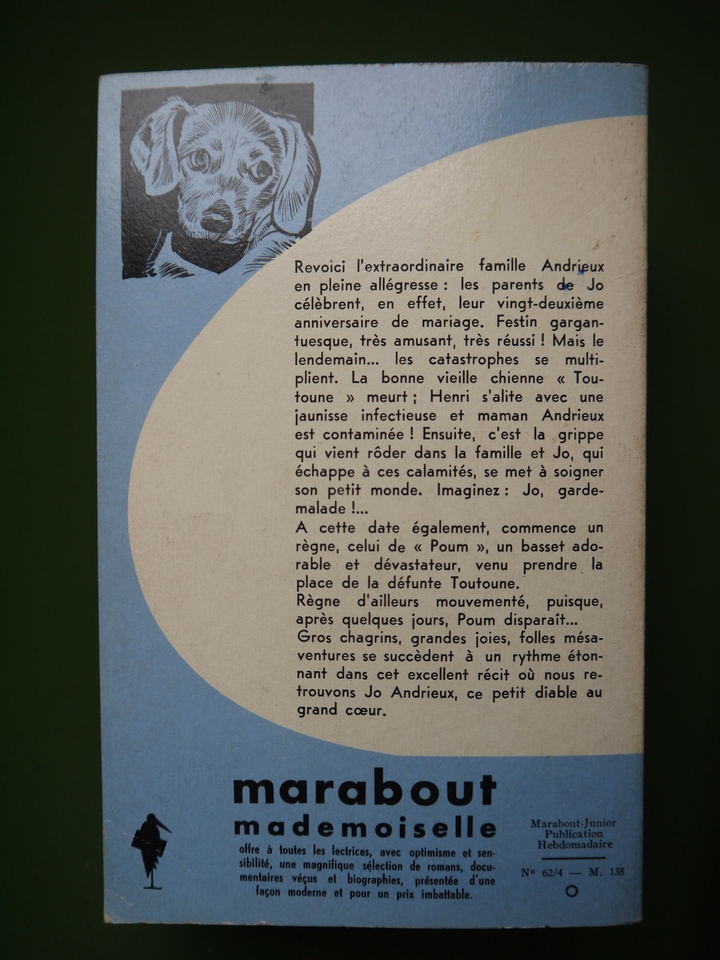 Revoici l'extraordinaire famille Andrieux
en pleine allégresse : les parents de Jo
célèbrent, en effet, leur vingt-deuxième
anniversaire de mariage. Festin gargan-
tuesque, très amusant, très réussi ! Mais le
lendemain... les catastrophes se multi-
plient. La bonne vieille chienne « Tou-
toune » meurt ; Henri s'alite avec une
jaunisse infectieuse et maman Andrieux
est contaminée ! Ensuite, c'est la grippe
qui vient rôder dans la famille et Jo, qui
échappe à ces calamités, se met à soigner
son petit monde. Imaginez : Jo, garde-
malade !...
A cette date également, commence un
règne, celui de « Poum », un basset ado-
rable et dévastateur, venu prendre la
place de la défunte Toutoune.
Règne d'ailleurs mouvementé, puisque,
après quelques jours, Poum disparaît...
Gros chagrins, grandes joies, folles mésa-
ventures se succèdent à un rythme éton-
nant dans cet excellent récit où nous re-
trouvons Jo Andrieux, ce petit diable au
grand cœur.
marabout
mademoiselle
offre à toutes les lectrices, avec optimisme et sen-
sibilité, une magnifique sélection de romans, docu-
mentaires vécus et biographies, présentée d'une
façon moderne et pour un prix imbattable.
Marabout-Junior
Publication
Hebdomadaire
Nº 62/4 — M. 138